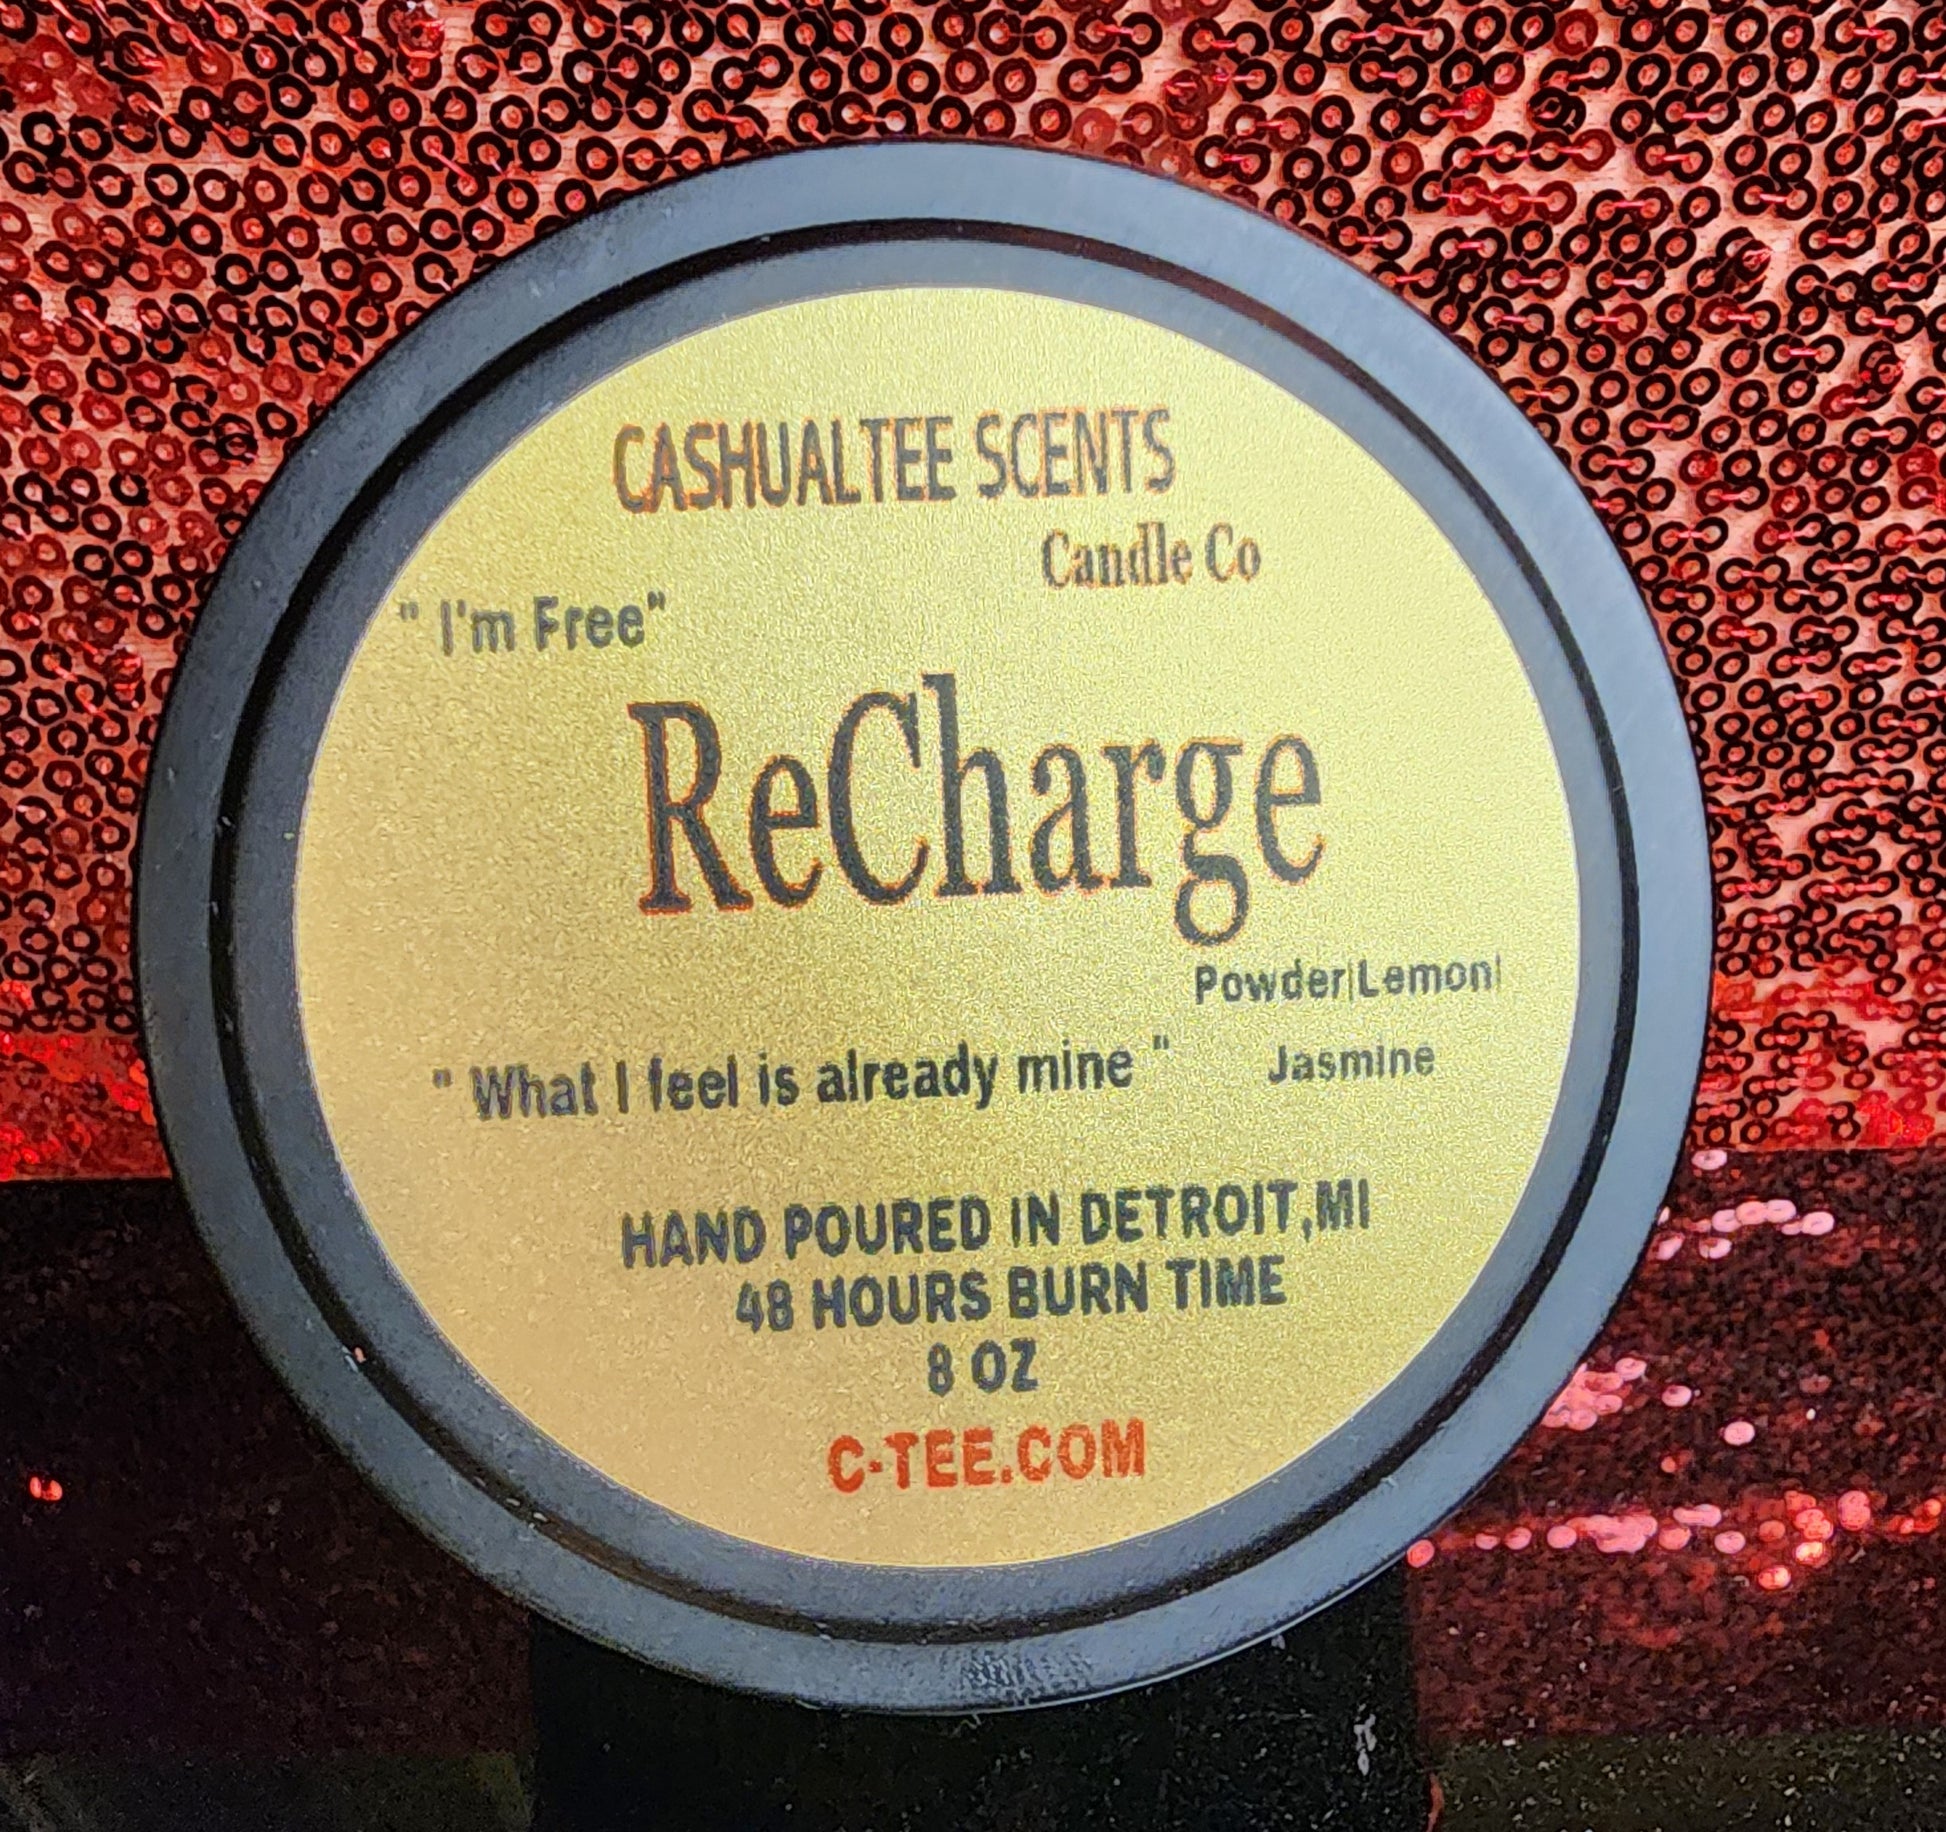 CASHUALTEE SCENTS
Candle Co
" I'm Free"
ReCharge
Powder|Lemon|
Jasmine
" What I feel is already mine "
HAND POURED IN DETROIT,MI
48 HOURS BURN TIME
8 OZ
C-TEE.COM